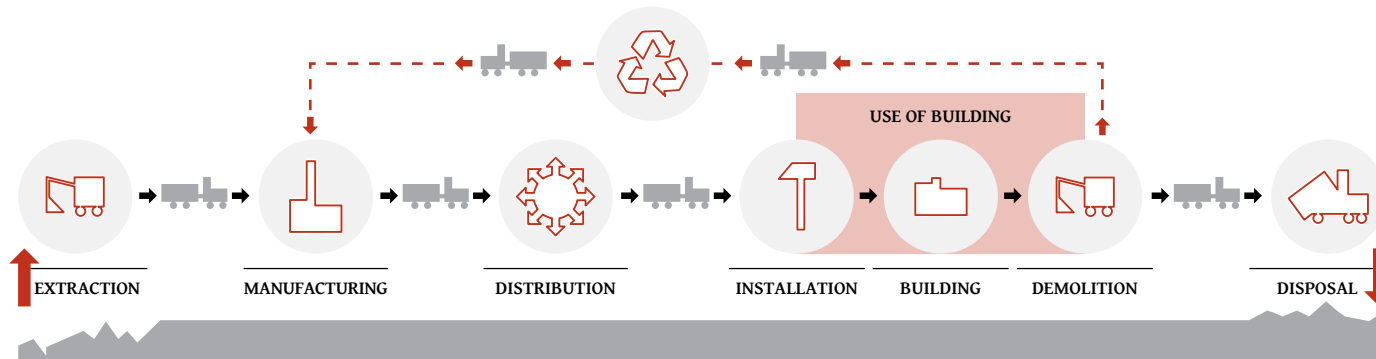 USE OF BUILDING
EXTRACTION
MANUFACTURING
DISTRIBUTION
INSTALLATION
BUILDING
DEMOLITION
DISPOSAL